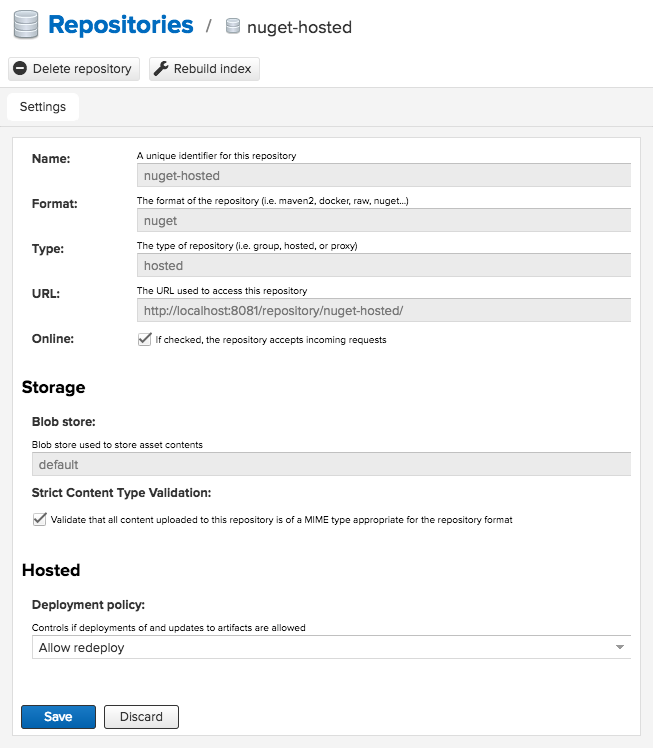 Repositories / nuget-hosted
Delete repository Rebuild index
Settings
Name: A unique identifier for this repository
nuget-hosted
Format: The format of the repository (i.e. maven2, docker, raw, nuget...)
nuget
Type: The type of repository (i.e. group, hosted, or proxy)
hosted
URL: The URL used to access this repository
http://localhost:8081/repository/nuget-hosted/
Online: If checked, the repository accepts incoming requests
Storage
Blob store:
Blob store used to store asset contents
default
Strict Content Type Validation:
Validate that all content uploaded to this repository is of a MIME type appropriate for the repository format
Hosted
Deployment policy:
Controls if deployments of and updates to artifacts are allowed
Allow redeploy
Save Discard